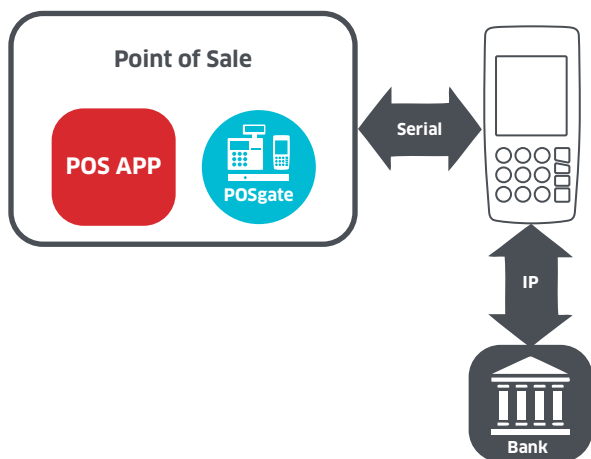 Point of Sale
POS APP
POSgate
Serial
IP
Bank